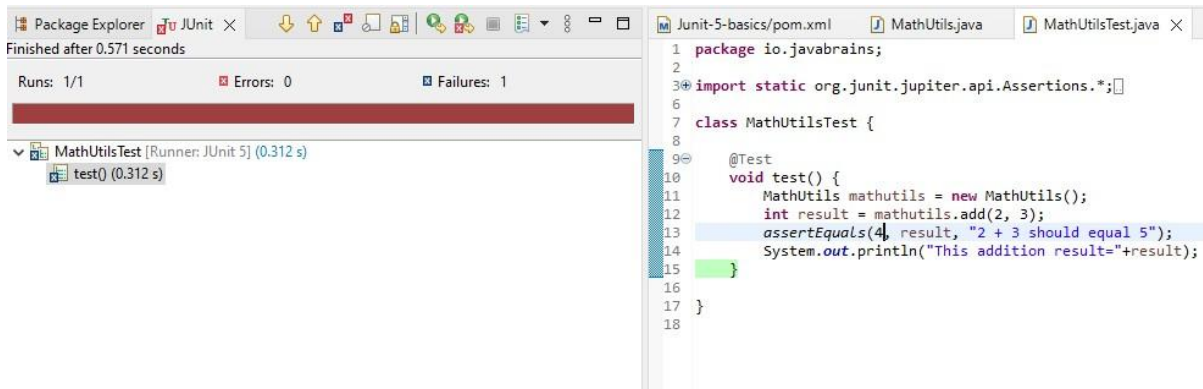 Package Explorer JUnit
Finished after 0.571 seconds
Runs: 1/1 Errors: 0 Failures: 1
MathUtilsTest [Runner: JUnit 5] (0.312 s)
test() (0.312 s)
Junit-5-basics/pom.xml MathUtils.java MathUtilsTest.java
1 package io.javabrains;
2
3 import static org.junit.jupiter.api.Assertions.*;
6
7 class MathUtilsTest {
8
9 @Test
10 void test() {
11 MathUtils mathutils = new MathUtils();
12 int result = mathutils.add(2, 3);
13 assertEquals(4, result, "2 + 3 should equal 5");
14 System.out.println("This addition result="+result);
15 }
16
17 }
18